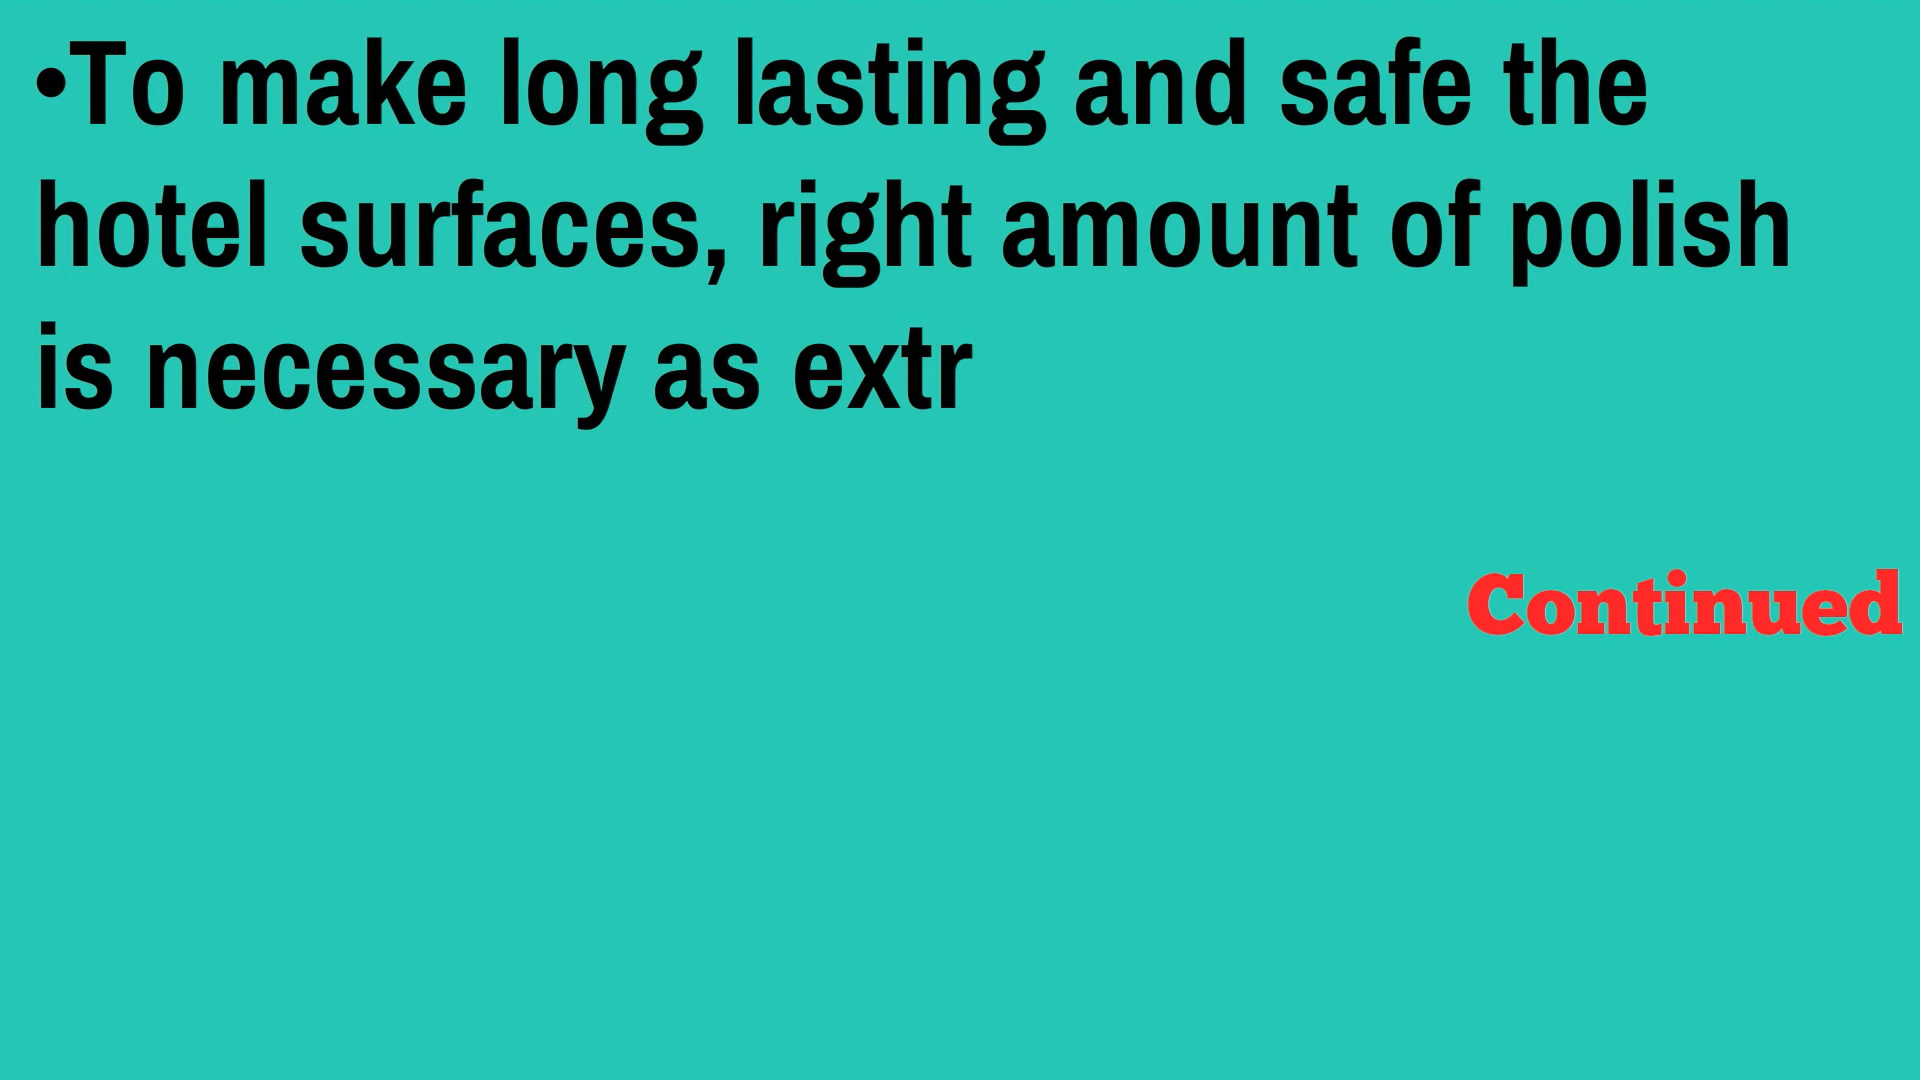 •To make long lasting and safe the
hotel surfaces, right amount of polish
is necessary as extr
Continued